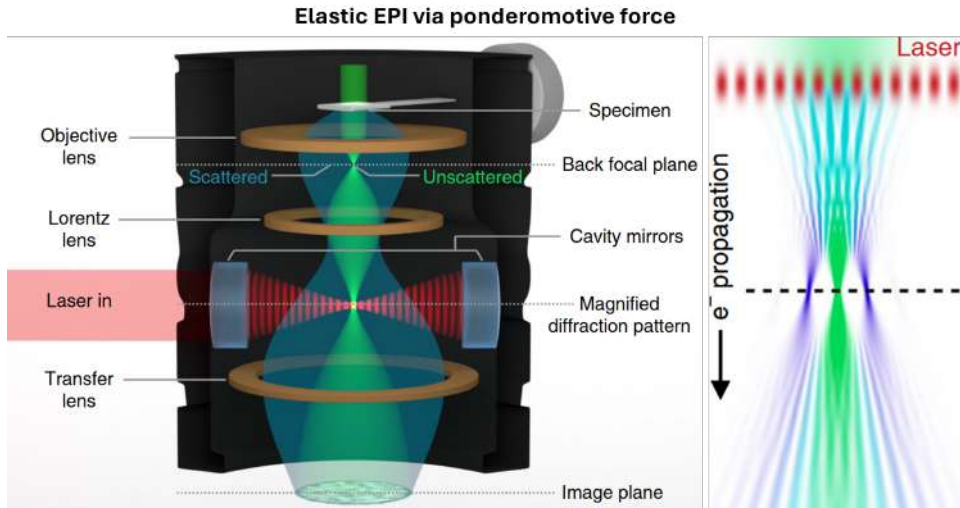 Elastic EPI via ponderomotive force
Specimen
Objective
lens
Back focal plane
Scattered
Unscattered
Lorentz
lens
Cavity mirrors
Laser in
Magnified
diffraction pattern
Transfer
lens
Image plane
Laser
e⁻ propagation